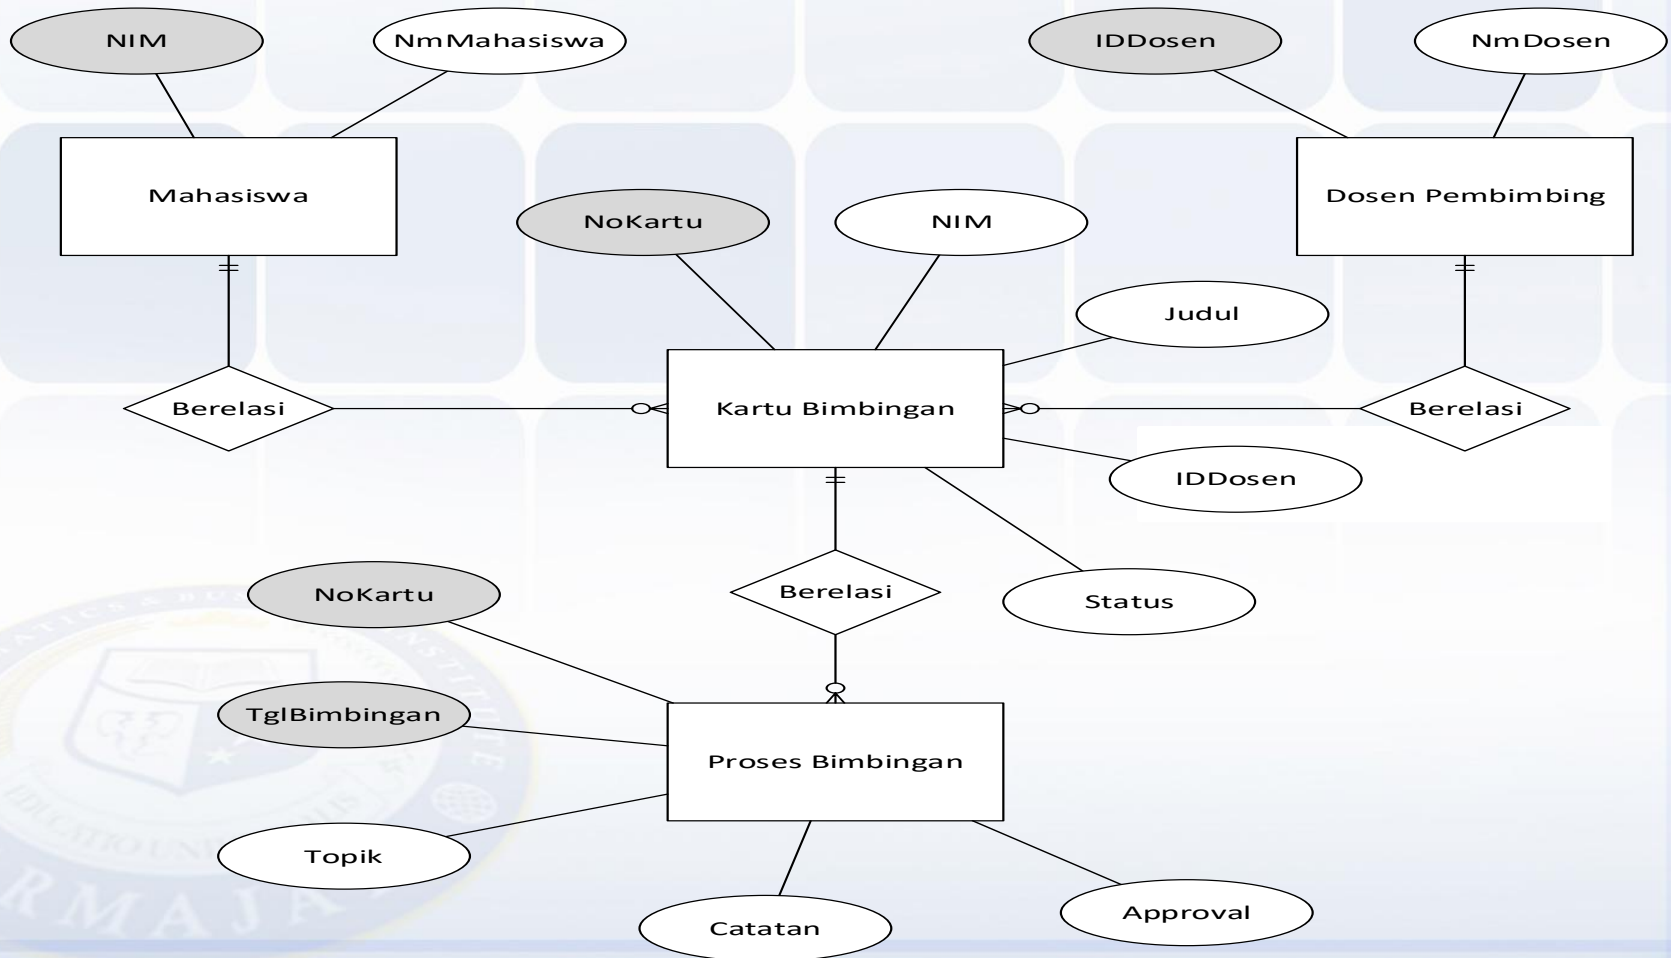 NIM
NmMahasiswa
IDDosen
NmDosen
Mahasiswa
Dosen Pembimbing
NoKartu
NIM
Judul
Berelasi
Kartu Bimbingan
Berelasi
IDDosen
NoKartu
Berelasi
Status
TglBimbingan
Proses Bimbingan
Topik
Catatan
Approval